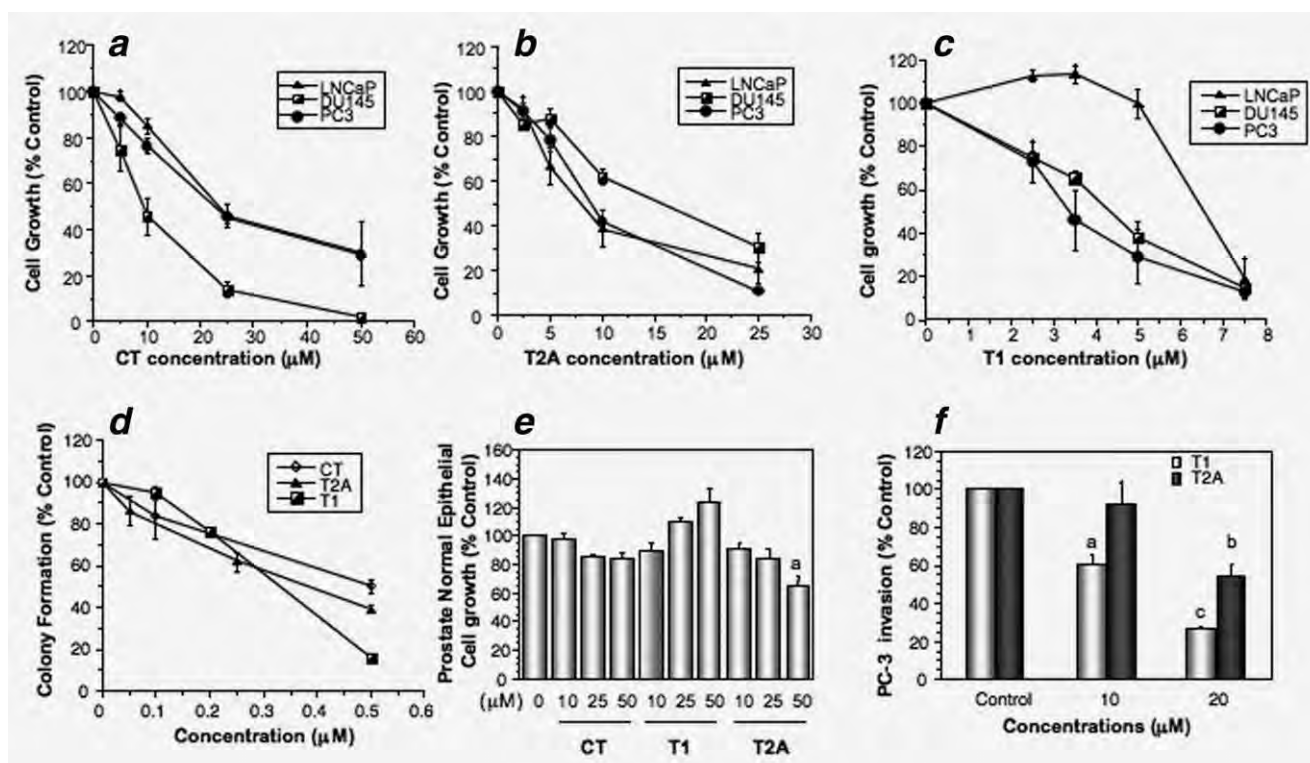 a
120
100
80
60
40
20
0
Cell Growth (% Control)
LNCaP
DU145
PC3
0 10 20 30 40 50 60
CT concentration (µM)
b
120
100
80
60
40
20
0
Cell Growth (% Control)
LNCaP
DU145
PC3
0 5 10 15 20 25 30
T2A concentration (µM)
c
120
100
80
60
40
20
0
Cell growth (% Control)
LNCaP
DU145
PC3
0 1 2 3 4 5 6 7 8
T1 concentration (µM)
d
120
100
80
60
40
20
0
Colony Formation (% Control)
CT
T2A
T1
0 0.1 0.2 0.3 0.4 0.5 0.6
Concentration (µM)
e
160
140
120
100
80
60
40
20
0
Prostate Normal Epithelial
Cell growth (% Control)
a
(µM) 0 10 25 50 10 25 50 10 25 50
CT T1 T2A
f
120
100
80
60
40
20
0
PC-3 invasion (% Control)
T1
T2A
a
b
c
Control 10 20
Concentrations (µM)